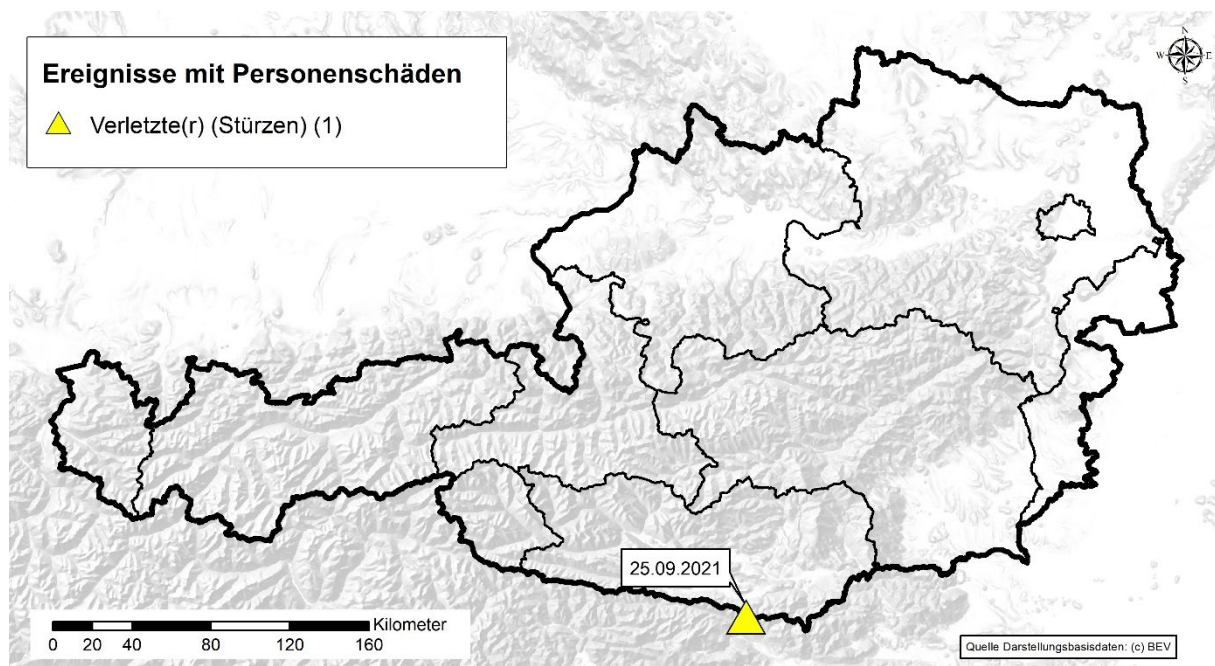 Ereignisse mit Personenschäden
Verletzte(r) (Stürzen) (1)
N
W E
S
25.09.2021
Kilometer
0 20 40 80 120 160
Quelle Darstellungsbasisdaten: (c) BEV